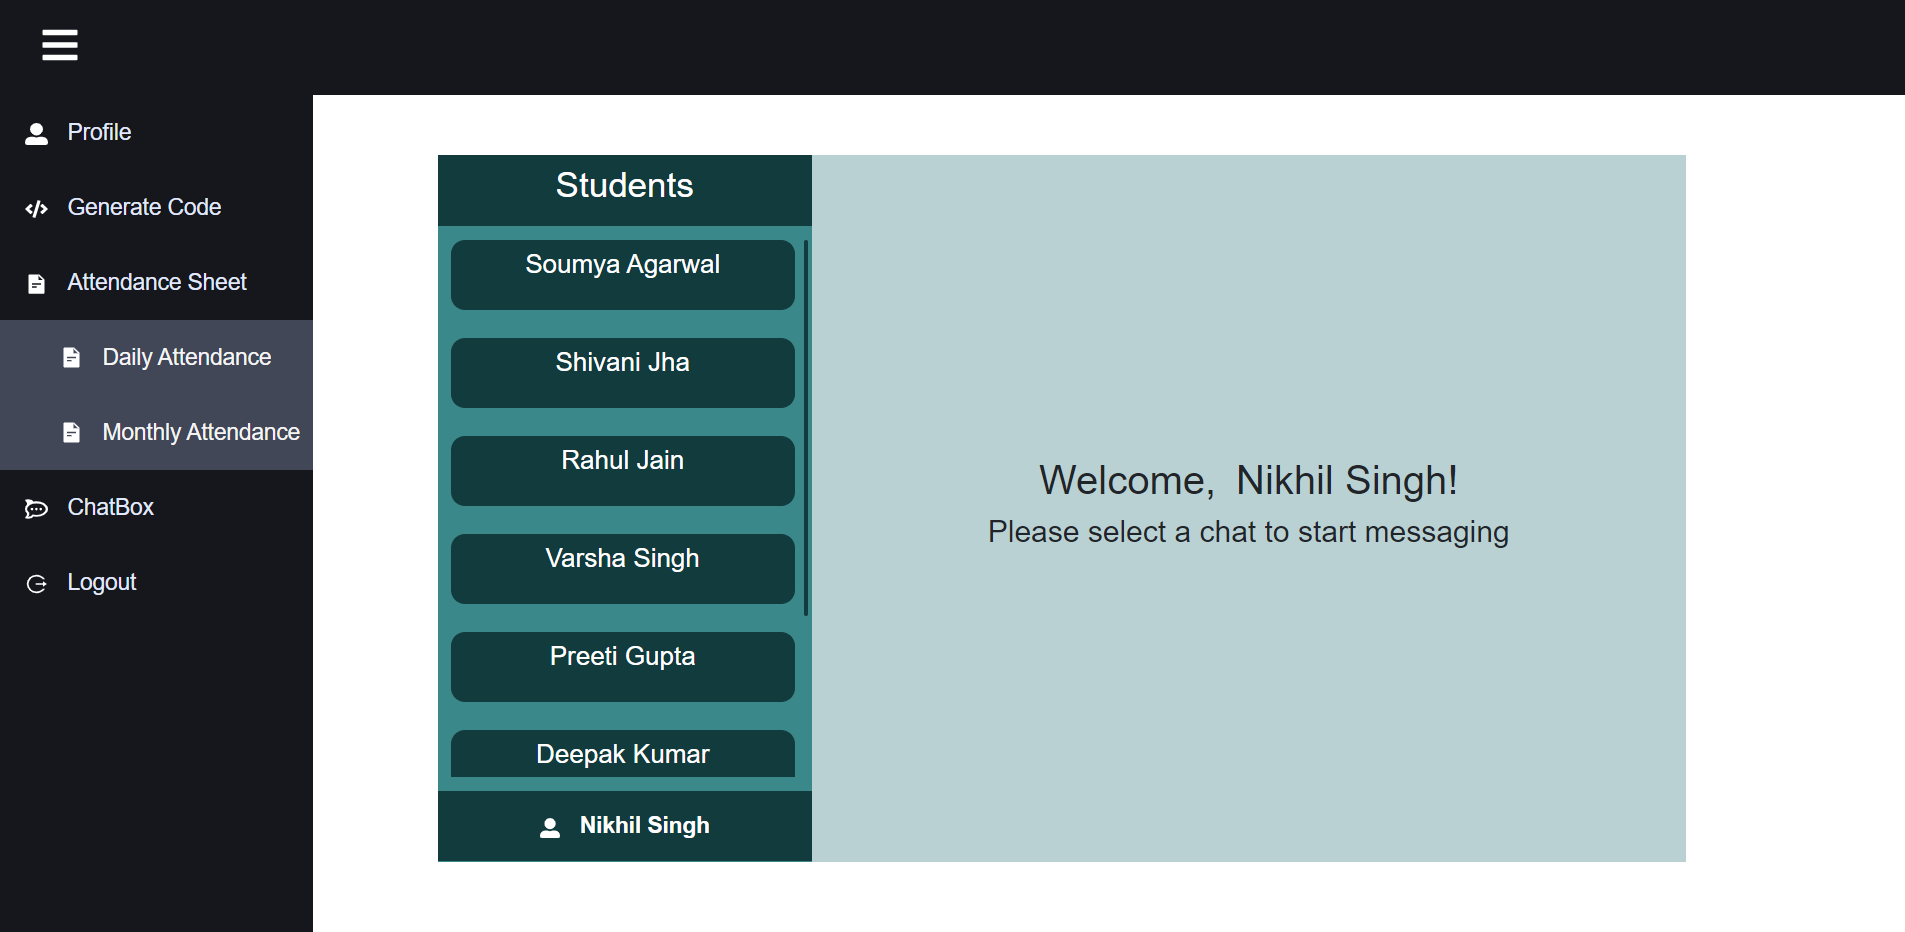 Profile
Generate Code
Attendance Sheet
Daily Attendance
Monthly Attendance
ChatBox
Logout
Students
Soumya Agarwal
Shivani Jha
Rahul Jain
Varsha Singh
Preeti Gupta
Deepak Kumar
Nikhil Singh
Welcome, Nikhil Singh!
Please select a chat to start messaging